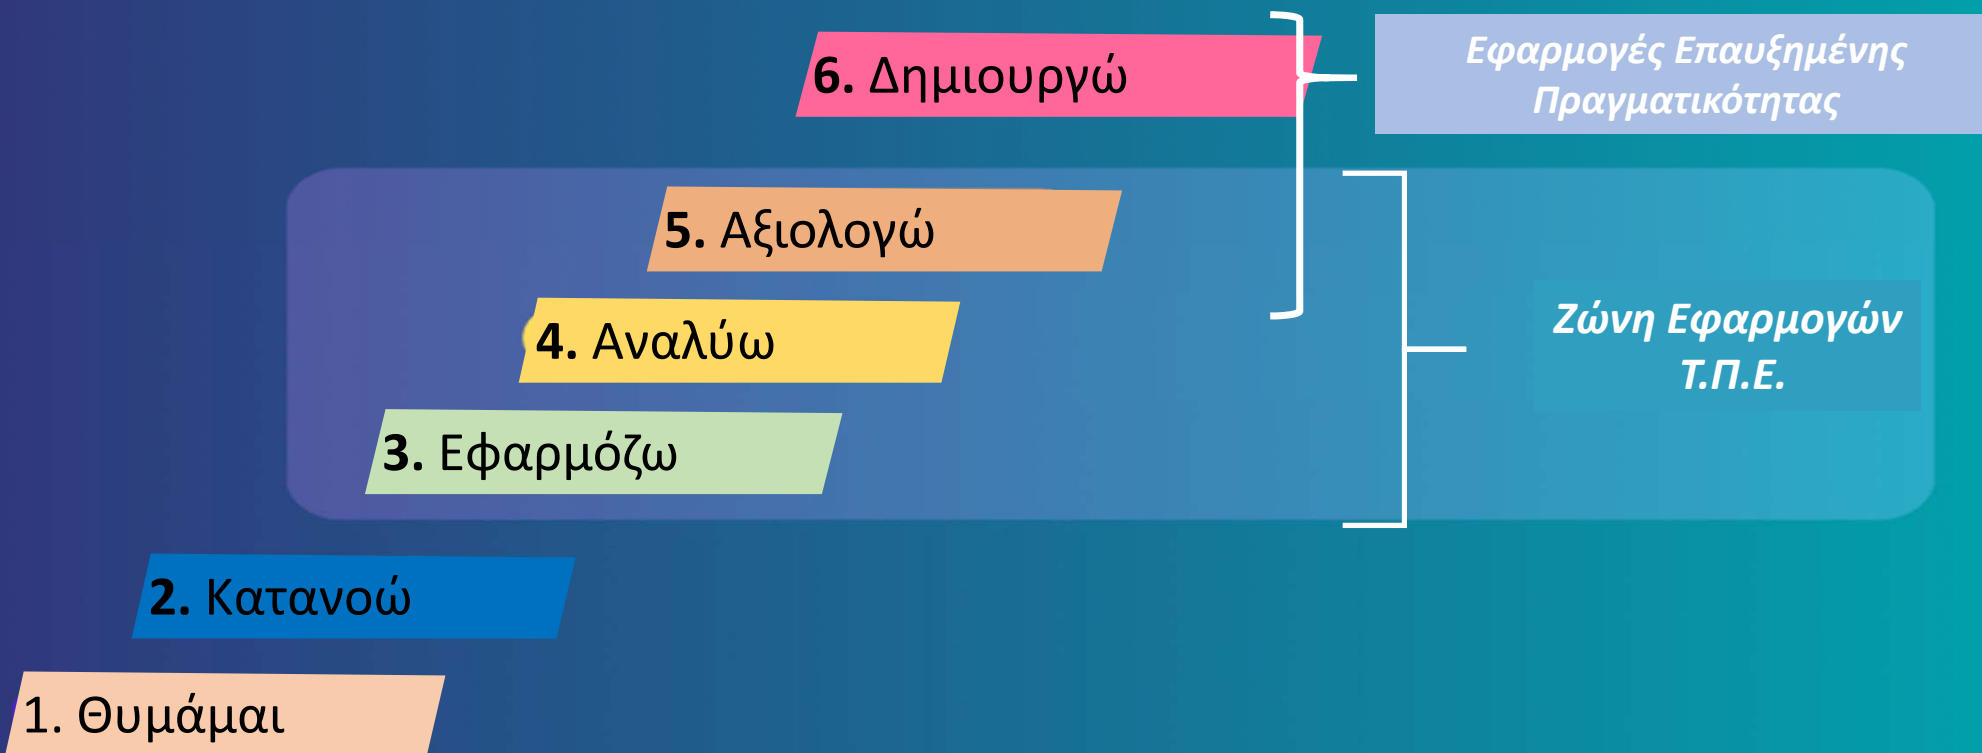 6. Δημιουργώ
Εφαρμογές Επαυξημένης
Πραγματικότητας
5. Αξιολογώ
4. Αναλύω
Ζώνη Εφαρμογών
Τ.Π.Ε.
3. Εφαρμόζω
2. Κατανοώ
1. Θυμάμαι